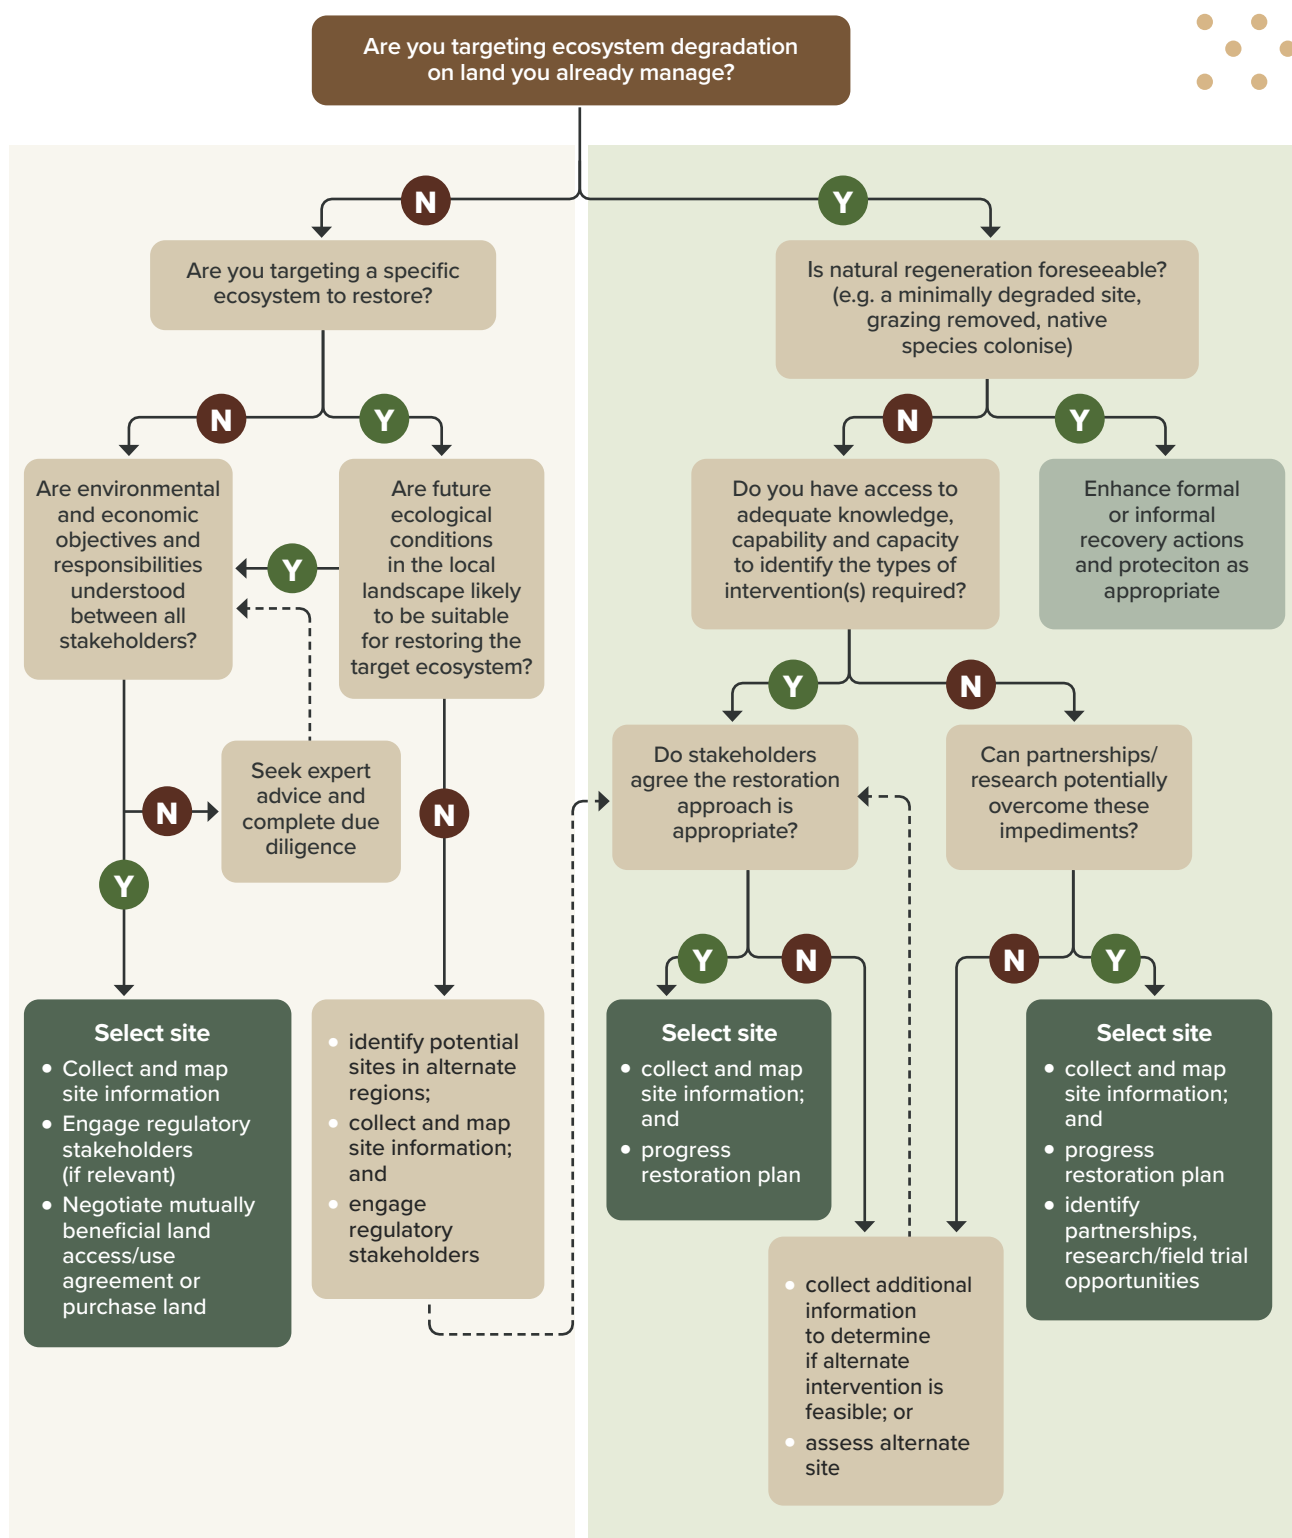 Are you targeting ecosystem degradation
on land you already manage?
N
Y
Are you targeting a specific
ecosystem to restore?
Is natural regeneration foreseeable?
(e.g. a minimally degraded site,
grazing removed, native
species colonise)
N
Y
N
Y
Are environmental
and economic
objectives and
responsibilities
understood
between all
stakeholders?
Y
Are future
ecological
conditions
in the local
landscape likely
to be suitable
for restoring the
target ecosystem?
Do you have access to
adequate knowledge,
capability and capacity
to identify the types of
intervention(s) required?
Enhance formal
or informal
recovery actions
and proteciton as
appropriate
Y
N
N
Seek expert
advice and
complete due
diligence
N
Y
Do stakeholders
agree the restoration
approach is
appropriate?
Can partnerships/
research potentially
overcome these
impediments?
Y
N
N
Y
Select site
• Collect and map
site information
• Engage regulatory
stakeholders
(if relevant)
• Negotiate mutually
beneficial land
access/use
agreement or
purchase land
• identify potential
sites in alternate
regions;
• collect and map
site information;
and
• engage
regulatory
stakeholders
Select site
• collect and map
site information;
and
• progress
restoration plan
Select site
• collect and map
site information;
and
• progress
restoration plan
• identify
partnerships,
research/field trial
opportunities
• collect additional
information
to determine
if alternate
intervention is
feasible; or
• assess alternate
site